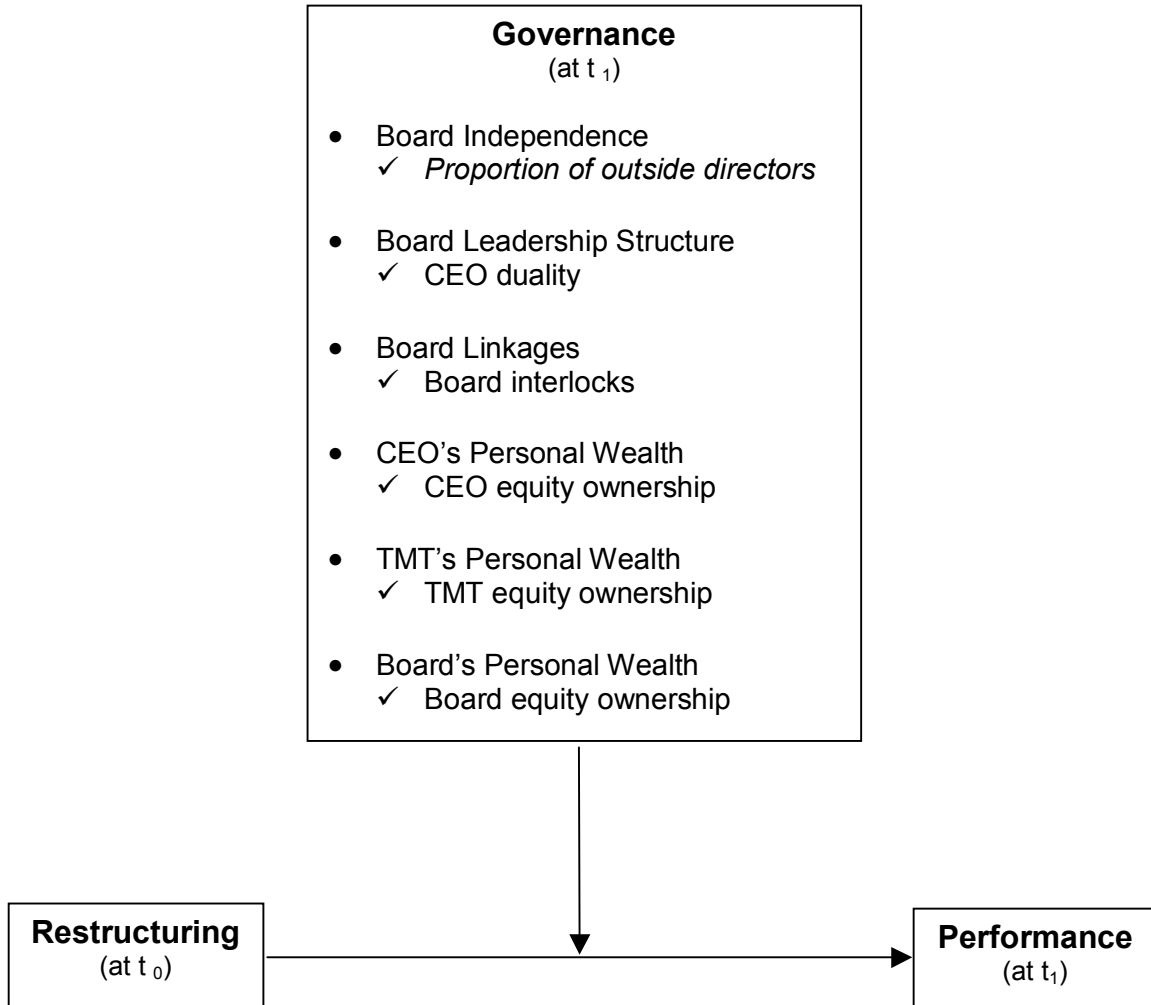 Governance
(at t 1)
• Board Independence
✓ Proportion of outside directors
• Board Leadership Structure
✓ CEO duality
• Board Linkages
✓ Board interlocks
• CEO’s Personal Wealth
✓ CEO equity ownership
• TMT’s Personal Wealth
✓ TMT equity ownership
• Board’s Personal Wealth
✓ Board equity ownership
Restructuring
(at t 0)
Performance
(at t1)